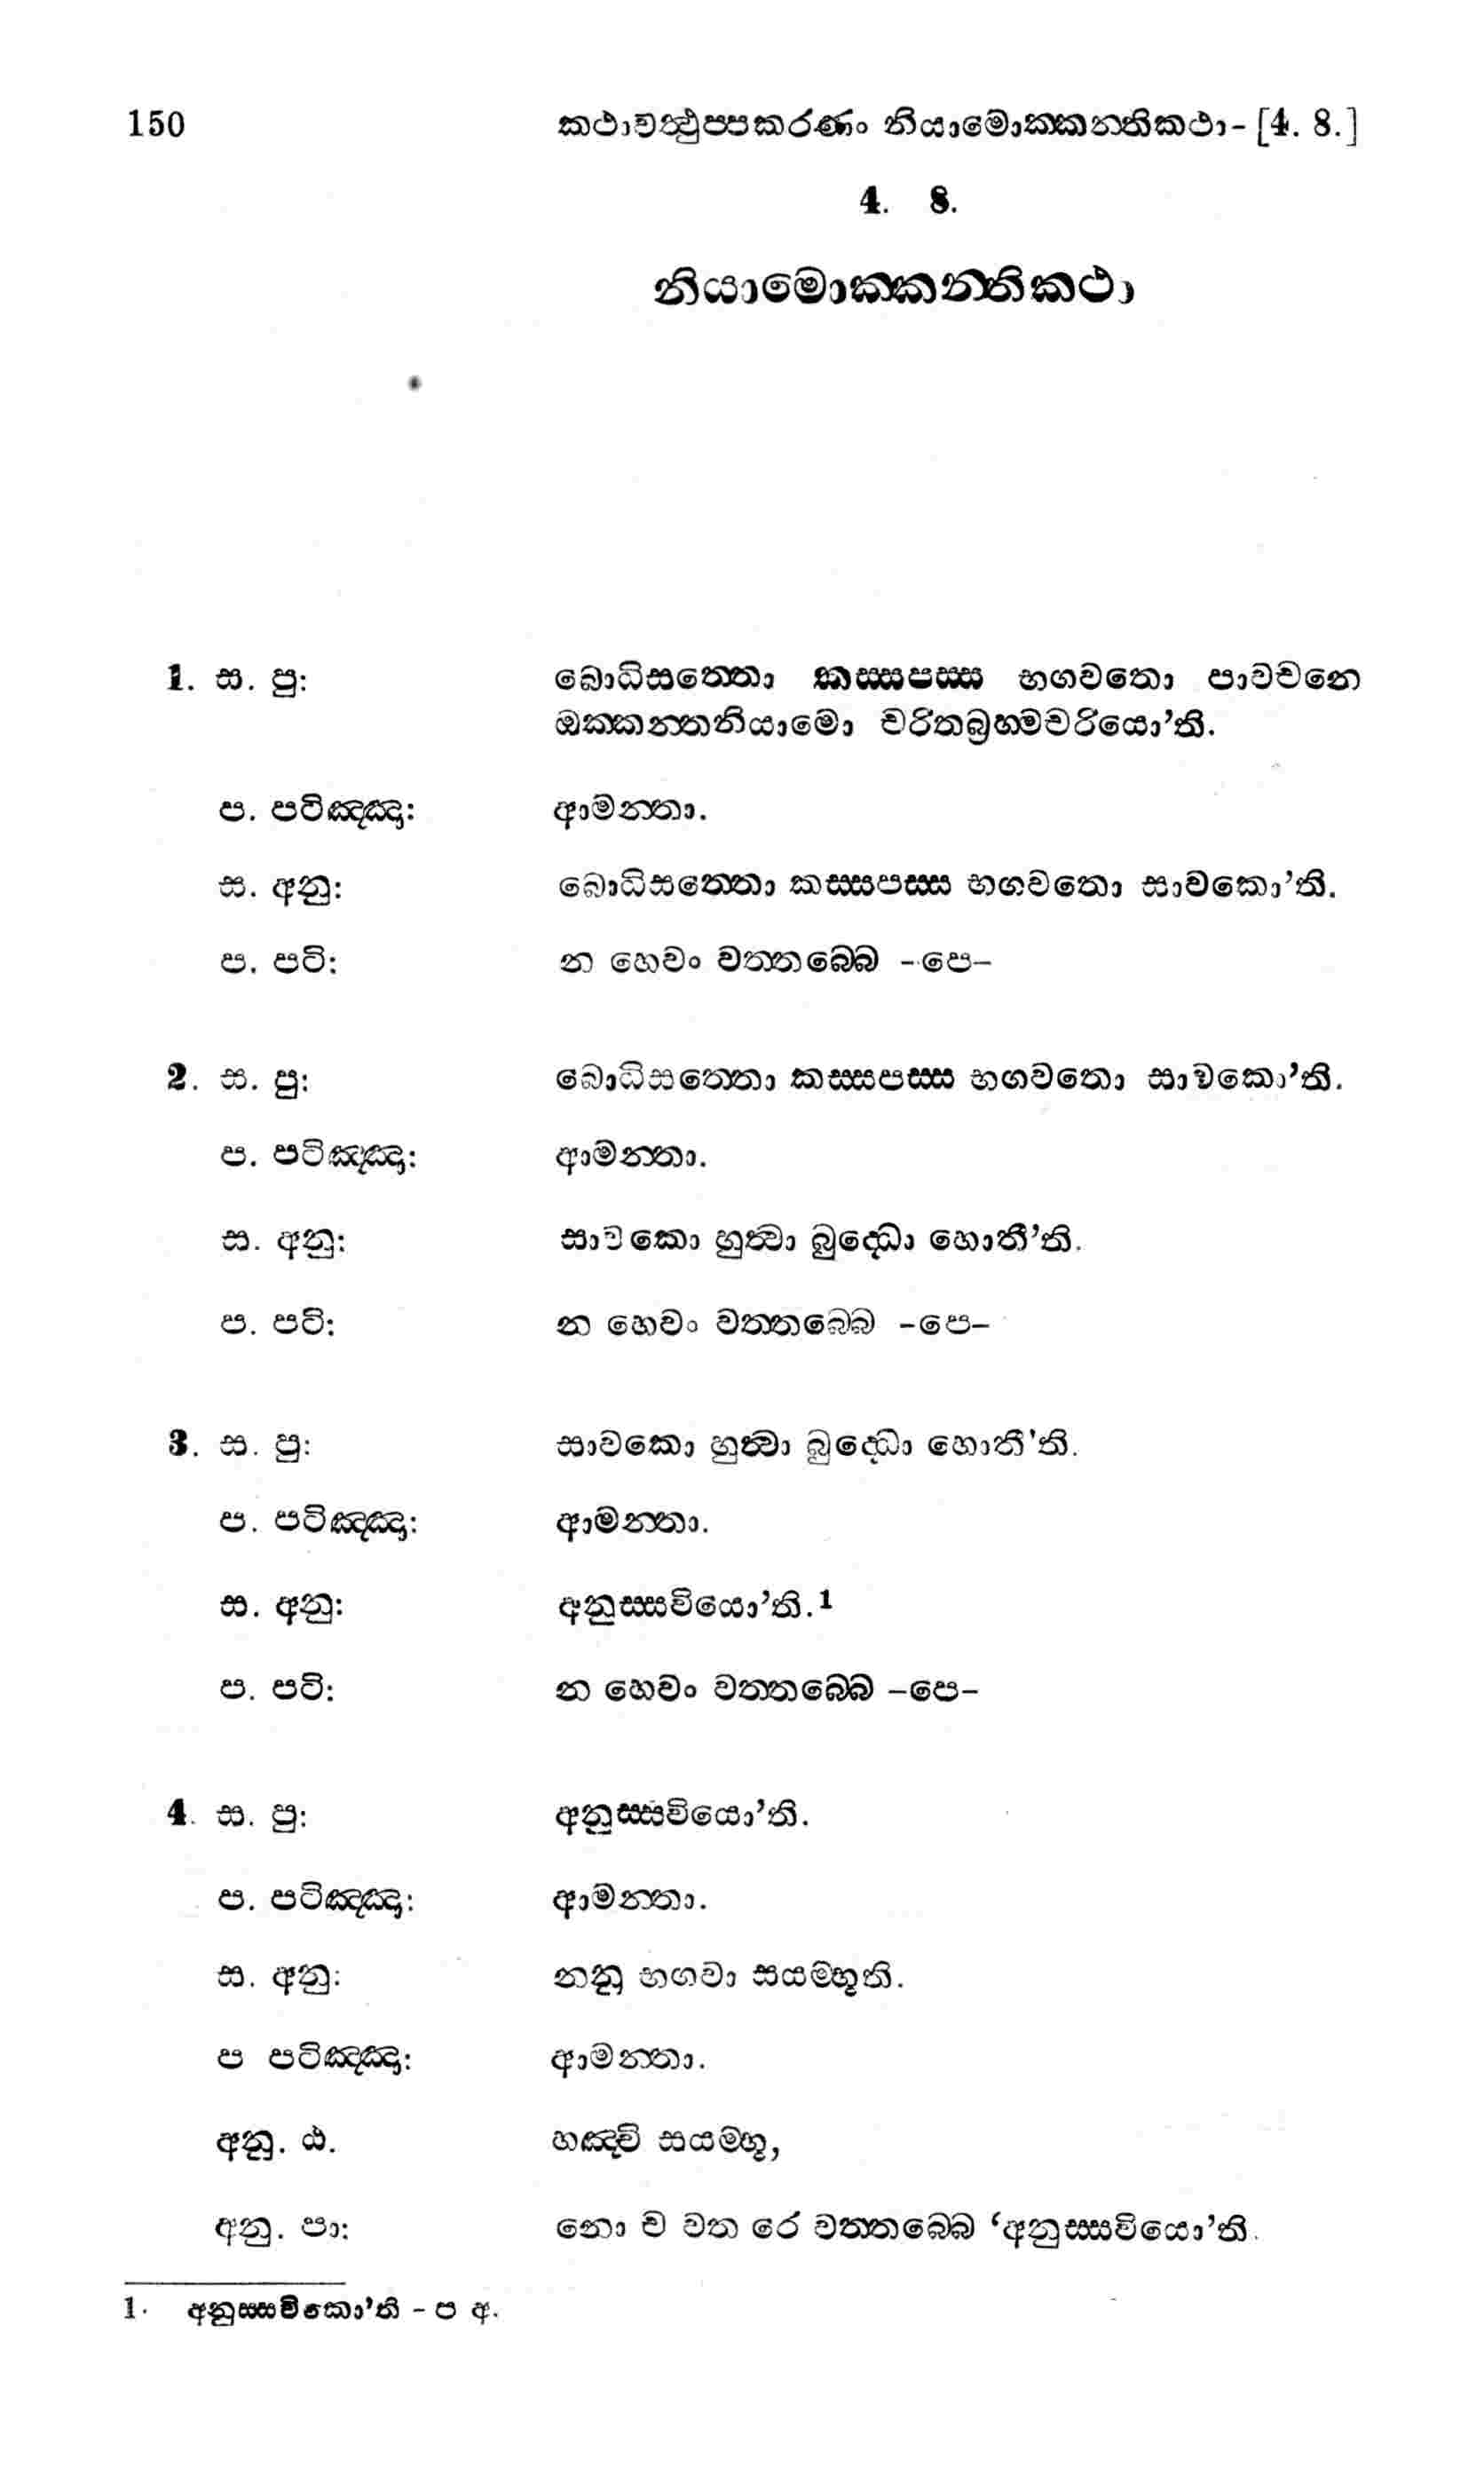 150 කථාවත්ථුප්පකරණං නියාමොක්කන්තිකථා- [4. 8.]
4. 8.
නියාමොක්කන්තිකථා
1. ස. පු: බොධිසත්තො කස්සපස්ස භගවතො පාවචනෙ
ඔක්කන්තනියාමො චරිතබ්‍රහ්මචරියො’ති.
ප. පටිඤ්ඤා: ආමන්තා.
ස. අනු: බොධිසත්තො කස්සපස්ස භගවතො සාවකො’ති.
ප. පටි: න හෙවං වත්තබ්බෙ -පෙ-
2. ස. පු: බොධිසත්තො කස්සපස්ස භගවතො සාවකො’ති.
ප. පටිඤ්ඤා: ආමන්තා.
ස. අනු: සාවකො හුත්වා බුද්ධො හොතී’ති.
ප. පටි: න හෙවං වත්තබ්බෙ -පෙ-
3. ස. පු: සාවකො හුත්වා බුද්ධො හොතී’ති.
ප. පටිඤ්ඤා: ආමන්තා.
ස. අනු: අනුස්සවියො’ති.¹
ප. පටි: න හෙවං වත්තබ්බෙ -පෙ-
4. ස. පු: අනුස්සවියො’ති.
ප. පටිඤ්ඤා: ආමන්තා.
ස. අනු: නනු භගවා සයම්භූති.
ප පටිඤ්ඤා: ආමන්තා.
අනු. ඨ. හඤ්චි සයම්භූ,
අනු. පා: නො ච වත රෙ වත්තබ්බෙ ‘අනුස්සවියො’ති.
1. අනුස්සවිකො’ති - ප අ.